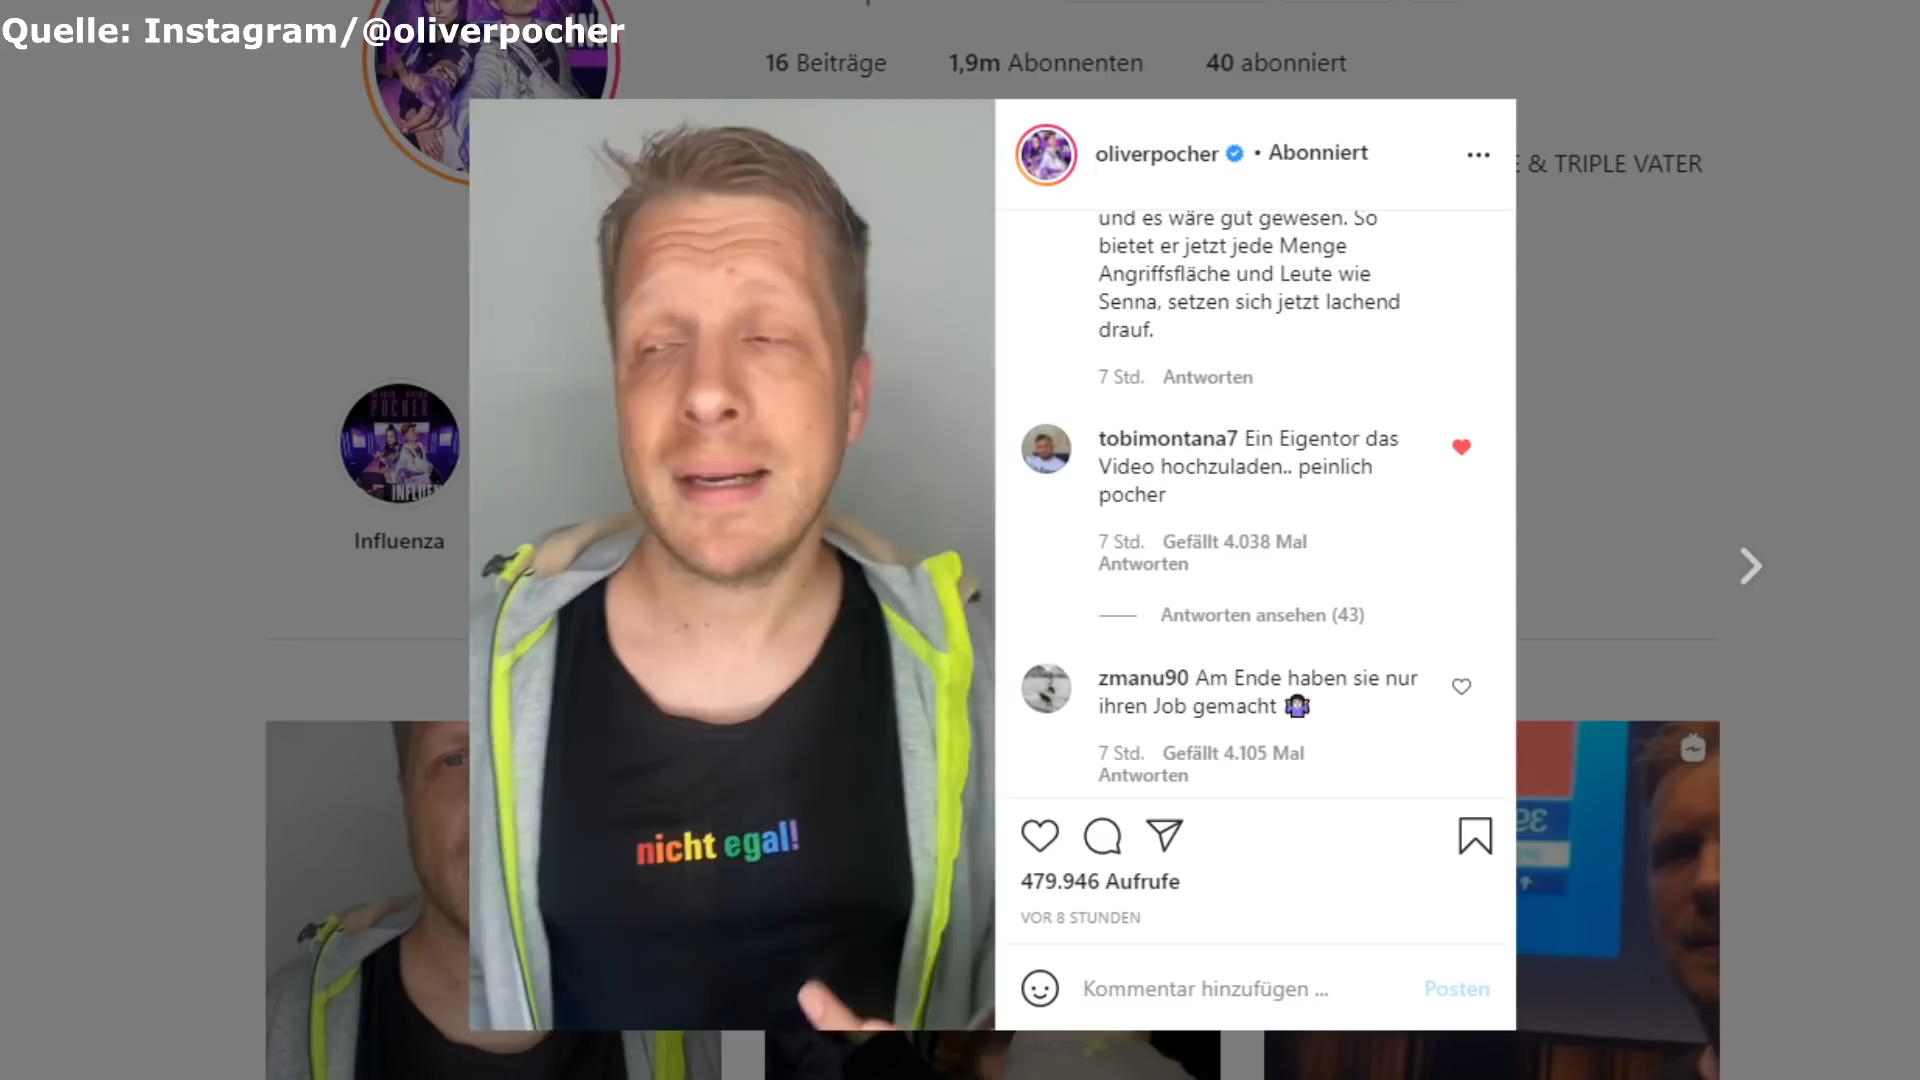 Quelle: Instagram/@oliverpocher
16 Beiträge 1,9m Abonnenten 40 abonniert
& TRIPLE VATER
oliverpocher • Abonniert
und es wäre gut gewesen. So
bietet er jetzt jede Menge
Angriffsfläche und Leute wie
Senna, setzen sich jetzt lachend
drauf.
7 Std. Antworten
tobimontana7 Ein Eigentor das
Video hochzuladen.. peinlich
pocher
7 Std. Gefällt 4.038 Mal
Antworten
Antworten ansehen (43)
zmanu90 Am Ende haben sie nur
ihren Job gemacht 🤷🏻
7 Std. Gefällt 4.105 Mal
Antworten
479.946 Aufrufe
VOR 8 STUNDEN
Kommentar hinzufügen ... Posten
POCHER
Influenza
nicht egal!